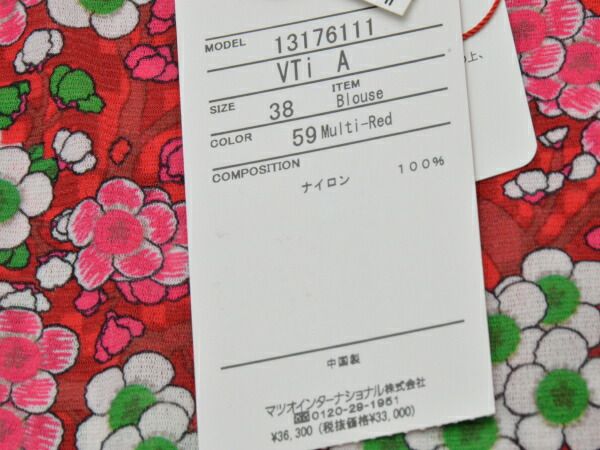 MODEL 13176111
VTi A
SIZE 38 ITEM Blouse
COLOR 59 Multi-Red
COMPOSITION
ナイロン 100%
の上、
中国製
マツオインターナショナル株式会社
0120-29-1951
¥36,300 (税抜価格¥33,000)